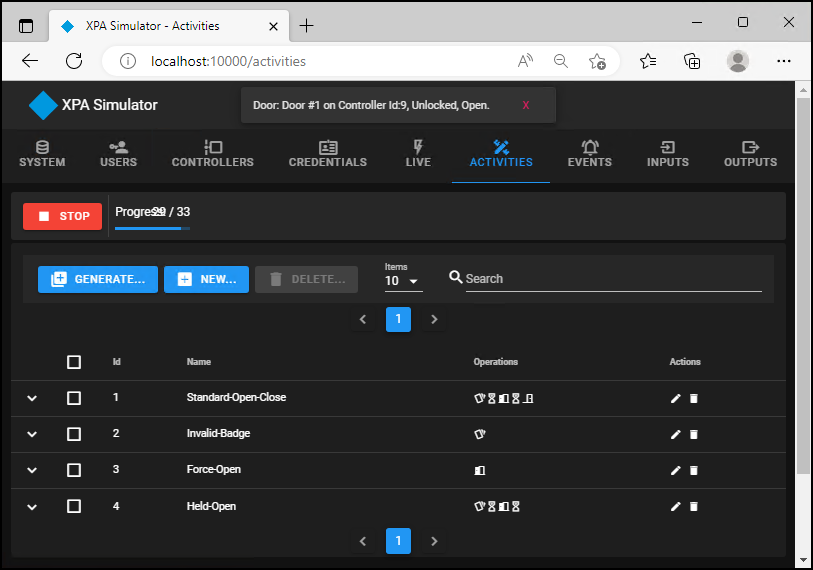 XPA Simulator - Activities
localhost:10000/activities
XPA Simulator
Door: Door #1 on Controller Id:9, Unlocked, Open. X
SYSTEM USERS CONTROLLERS CREDENTIALS LIVE ACTIVITIES EVENTS INPUTS OUTPUTS
STOP Progress: 29 / 33
Items
GENERATE... NEW... DELETE... 10 Search
1
Id Name Operations Actions
1 Standard-Open-Close
2 Invalid-Badge
3 Force-Open
4 Held-Open
1